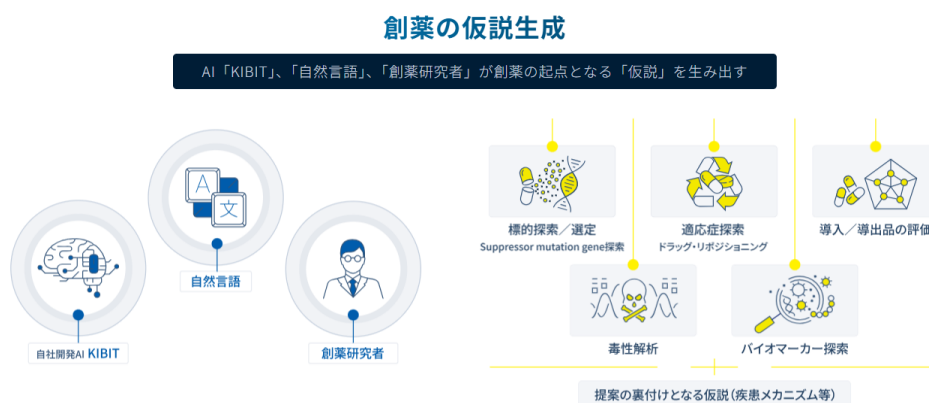 創薬の仮説生成
AI「KIBIT」、「自然言語」、「創薬研究者」が創薬の起点となる「仮説」を生み出す
A
文
自然言語
自社開発AI KIBIT
創薬研究者
標的探索／選定
Suppressor mutation gene探索
適応症探索
ドラッグ・リポジショニング
導入／導出品の評価
毒性解析
バイオマーカー探索
提案の裏付けとなる仮説（疾患メカニズム等）